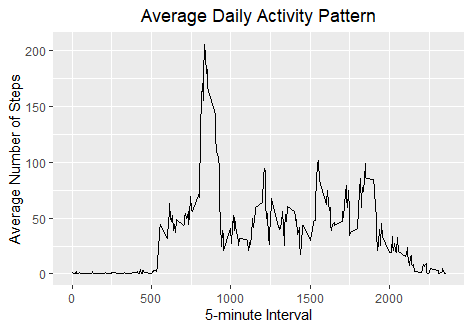 Average Daily Activity Pattern
Average Number of Steps
200
150
100
50
0
0 500 1000 1500 2000
5-minute Interval